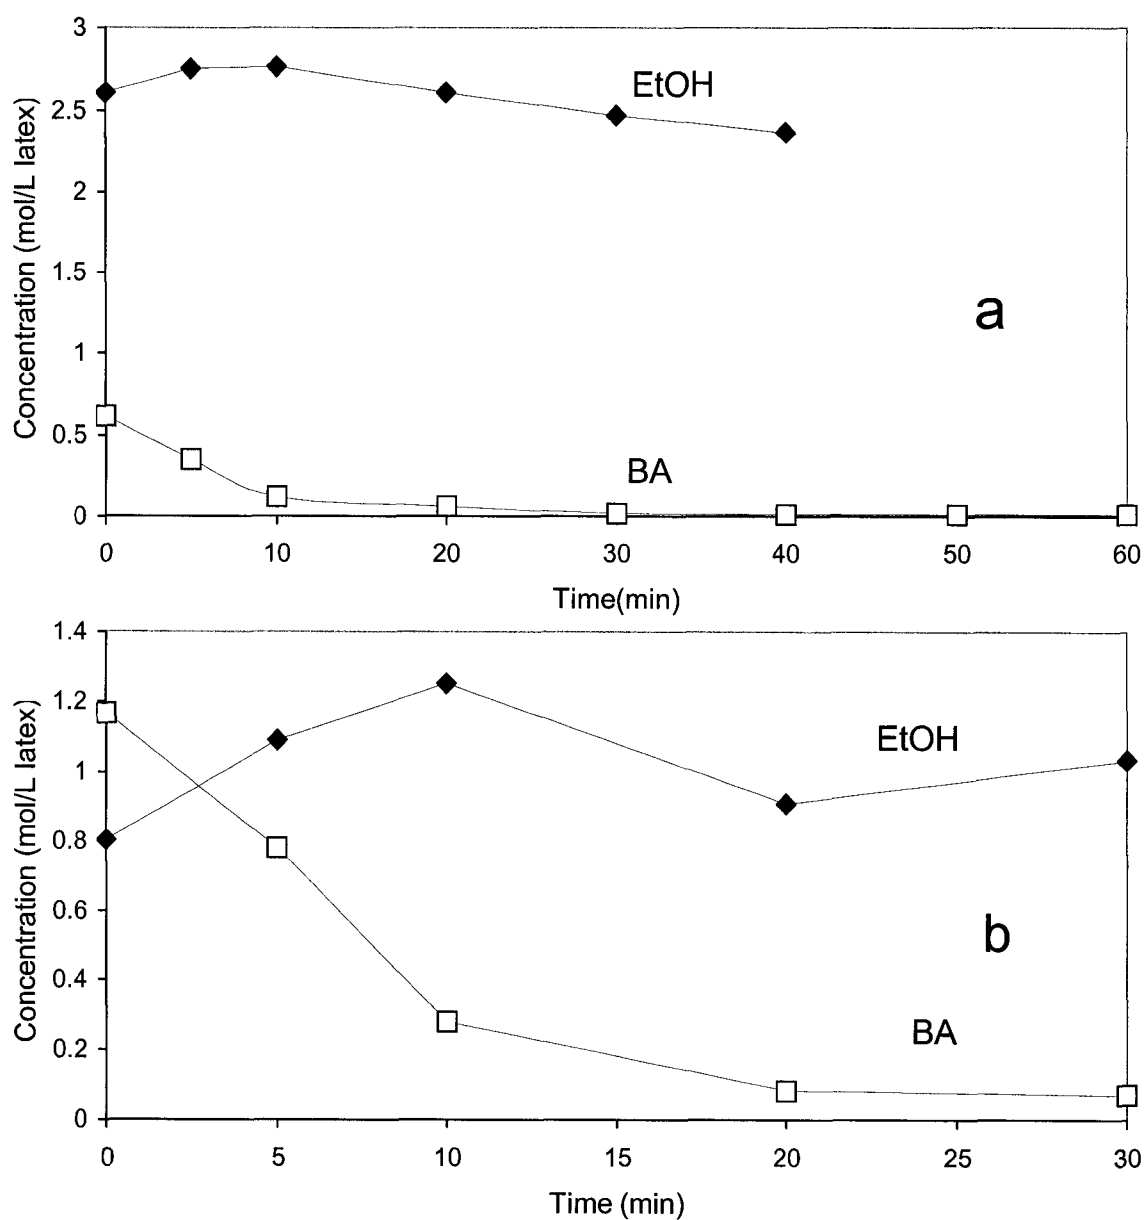 3
2.5
2
1.5
1
0.5
0
Concentration (mol/L latex)
EtOH
a
BA
0 10 20 30 40 50 60
Time(min)
1.4
1.2
1
0.8
0.6
0.4
0.2
0
Concentration (mol/L latex)
EtOH
b
BA
0 5 10 15 20 25 30
Time (min)